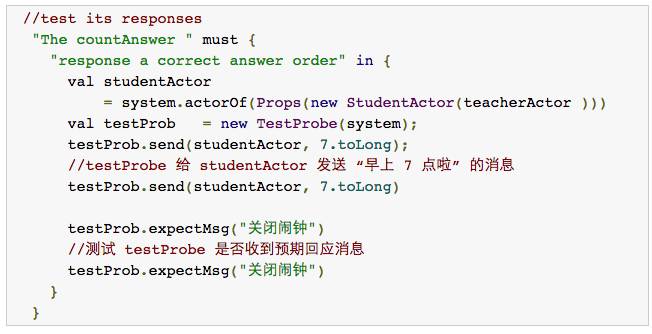 //test its responses
"The countAnswer " must {
"response a correct answer order" in {
val studentActor
= system.actorOf(Props(new StudentActor(teacherActor )))
val testProb = new TestProbe(system);
testProb.send(studentActor, 7.toLong);
//testProbe 给 studentActor 发送 “早上 7 点啦” 的消息
testProb.send(studentActor, 7.toLong)
testProb.expectMsg("关闭闹钟")
//测试 testProbe 是否收到预期回应消息
testProb.expectMsg("关闭闹钟")
}
}